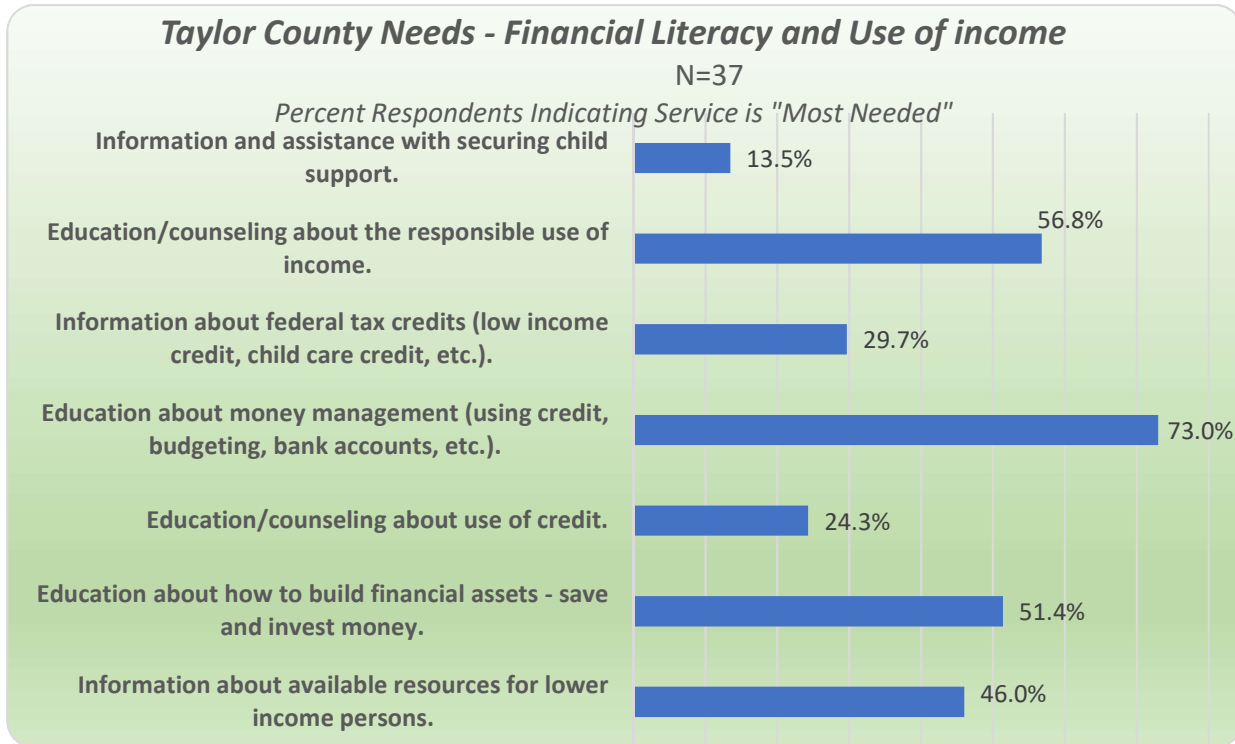 Taylor County Needs - Financial Literacy and Use of income
N=37
Percent Respondents Indicating Service is "Most Needed"
Information and assistance with securing child
support.
13.5%
Education/counseling about the responsible use of
income.
56.8%
Information about federal tax credits (low income
credit, child care credit, etc.).
29.7%
Education about money management (using credit,
budgeting, bank accounts, etc.).
73.0%
Education/counseling about use of credit.
24.3%
Education about how to build financial assets - save
and invest money.
51.4%
Information about available resources for lower
income persons.
46.0%